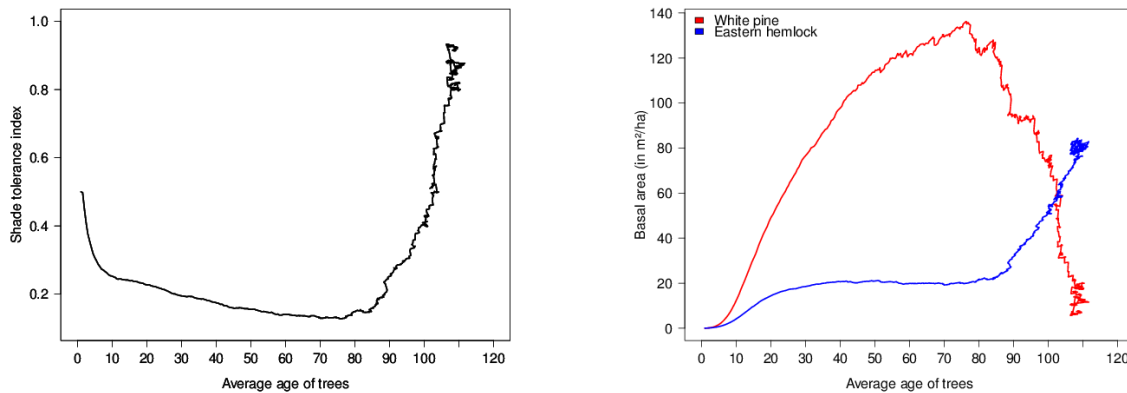 Shade tolerance index
1.0
0.8
0.6
0.4
0.2
0 10 20 30 40 50 60 70 80 90 100 110 120
Average age of trees
White pine
Eastern hemlock
Basal area (in m²/ha)
140
120
100
80
60
40
20
0
0 10 20 30 40 50 60 70 80 90 100 110 120
Average age of trees